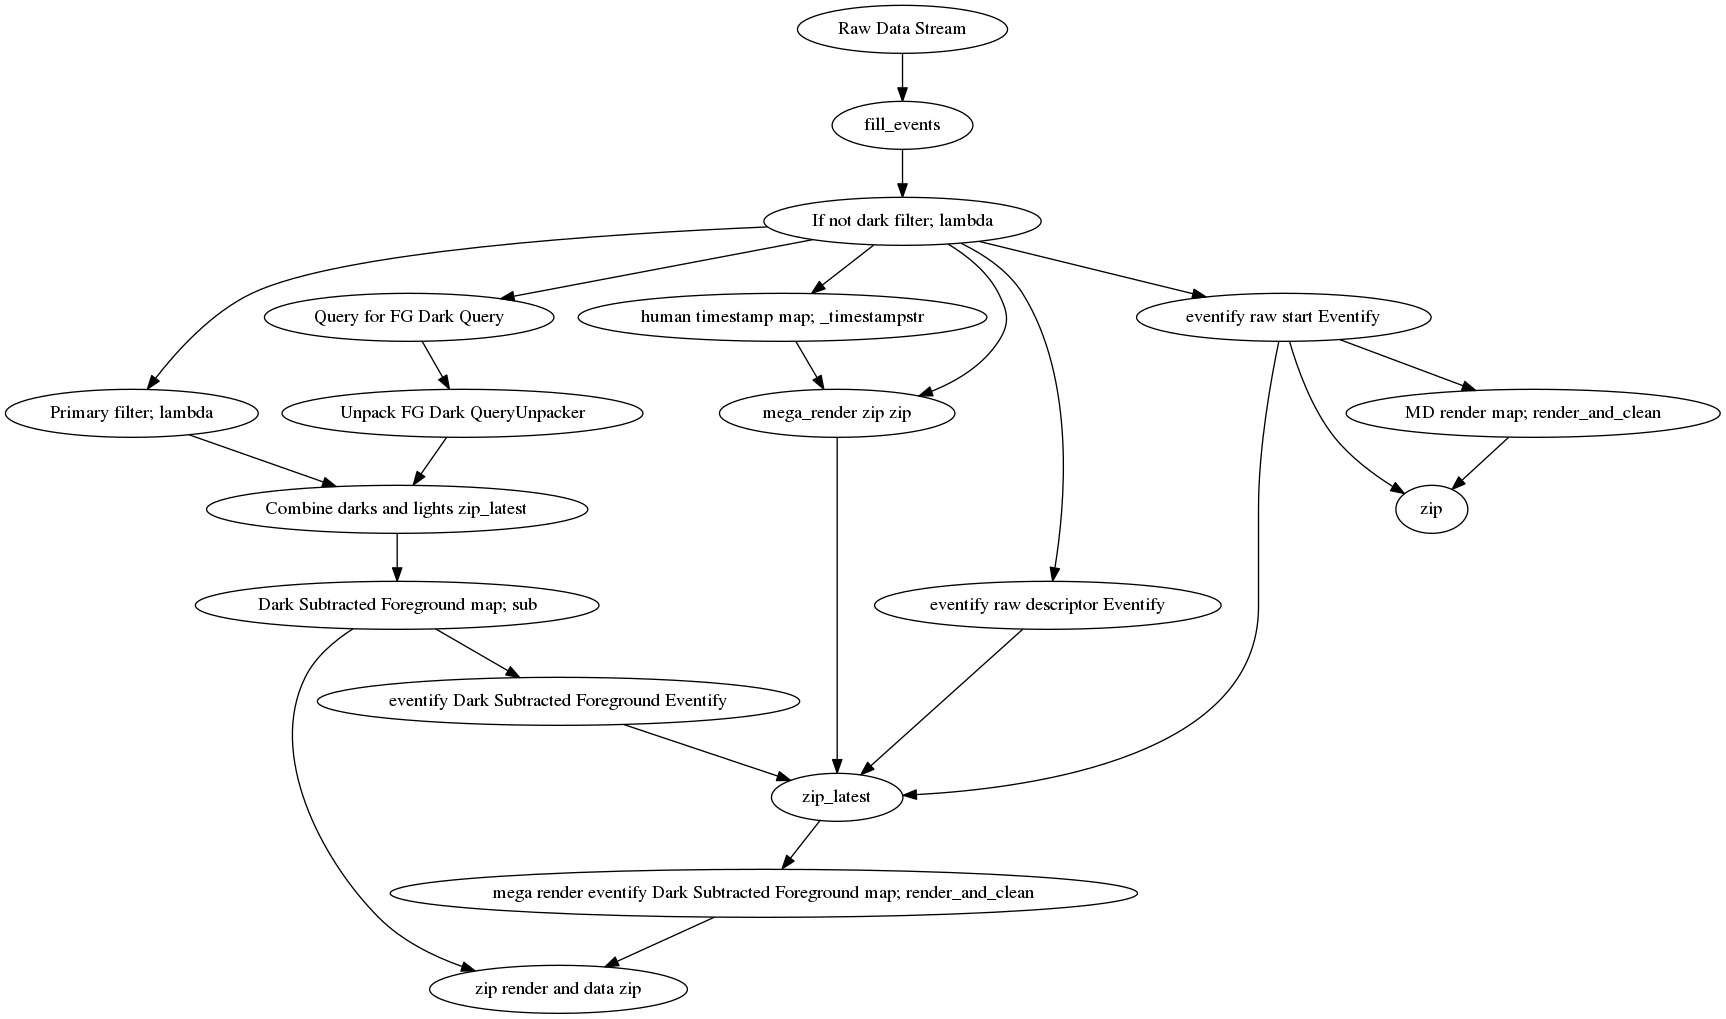 Raw Data Stream
fill_events
If not dark filter; lambda
Query for FG Dark Query
human timestamp map; _timestampstr
eventify raw start Eventify
Primary filter; lambda
Unpack FG Dark QueryUnpacker
mega_render zip zip
MD render map; render_and_clean
Combine darks and lights zip_latest
zip
Dark Subtracted Foreground map; sub
eventify raw descriptor Eventify
eventify Dark Subtracted Foreground Eventify
zip_latest
mega render eventify Dark Subtracted Foreground map; render_and_clean
zip render and data zip